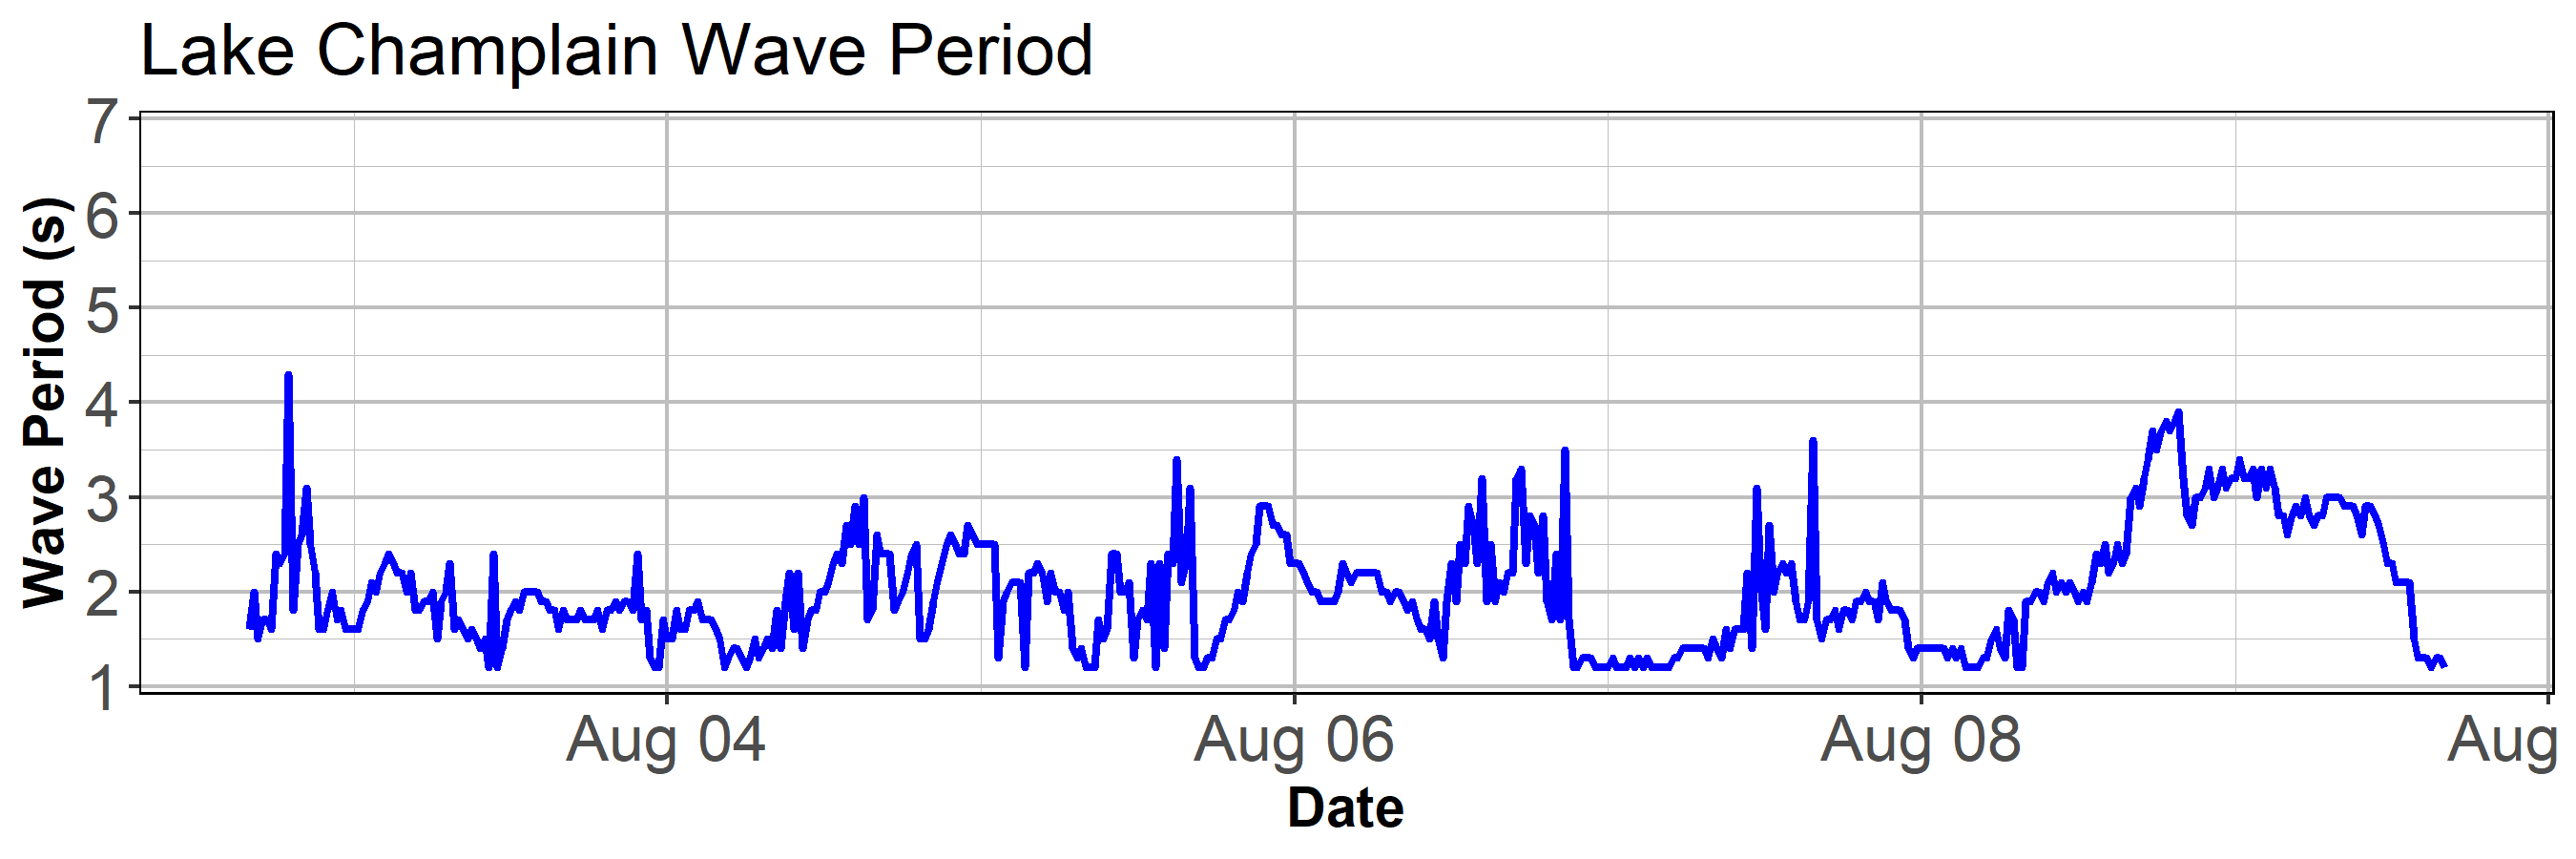 Lake Champlain Wave Period
Wave Period (s)
7
6
5
4
3
2
1
Aug 04
Aug 06
Aug 08
Aug
Date